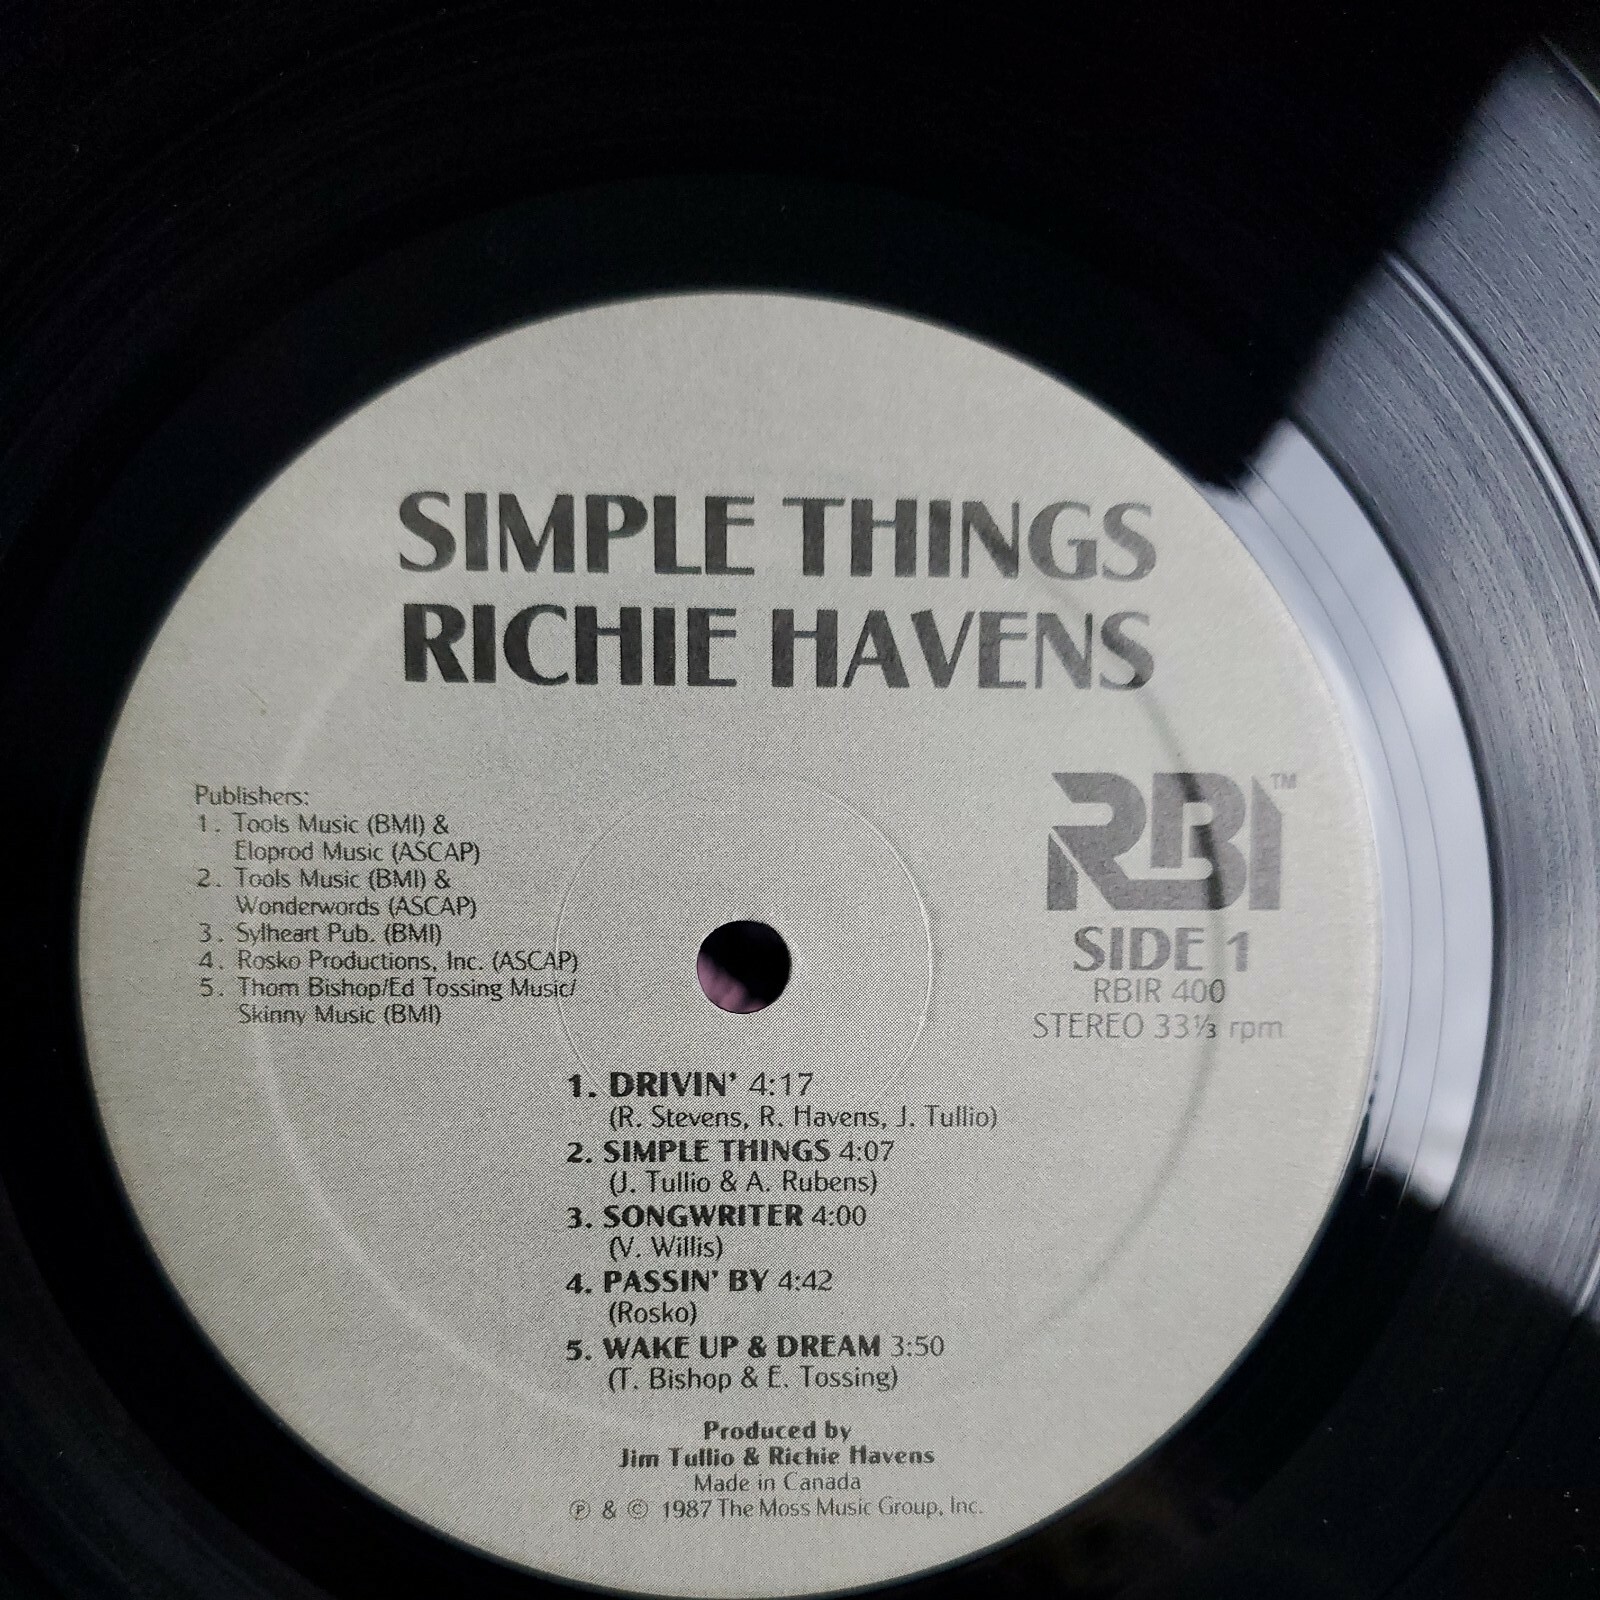 SIMPLE THINGS
RICHIE HAVENS
Publishers:
1. Tools Music (BMI) &
Eloprod Music (ASCAP)
2. Tools Music (BMI) &
Wonderwords (ASCAP)
3. Sylheart Pub. (BMI)
4. Rosko Productions, Inc. (ASCAP)
5. Thom Bishop/Ed Tossing Music/
Skinny Music (BMI)
RBI™
SIDE 1
RBIR 400
STEREO 33⅓ rpm
1. DRIVIN' 4:17
(R. Stevens, R. Havens, J. Tullio)
2. SIMPLE THINGS 4:07
(J. Tullio & A. Rubens)
3. SONGWRITER 4:00
(V. Willis)
4. PASSIN' BY 4:42
(Rosko)
5. WAKE UP & DREAM 3:50
(T. Bishop & E. Tossing)
Produced by
Jim Tullio & Richie Havens
Made in Canada
℗ & © 1987 The Moss Music Group, Inc.